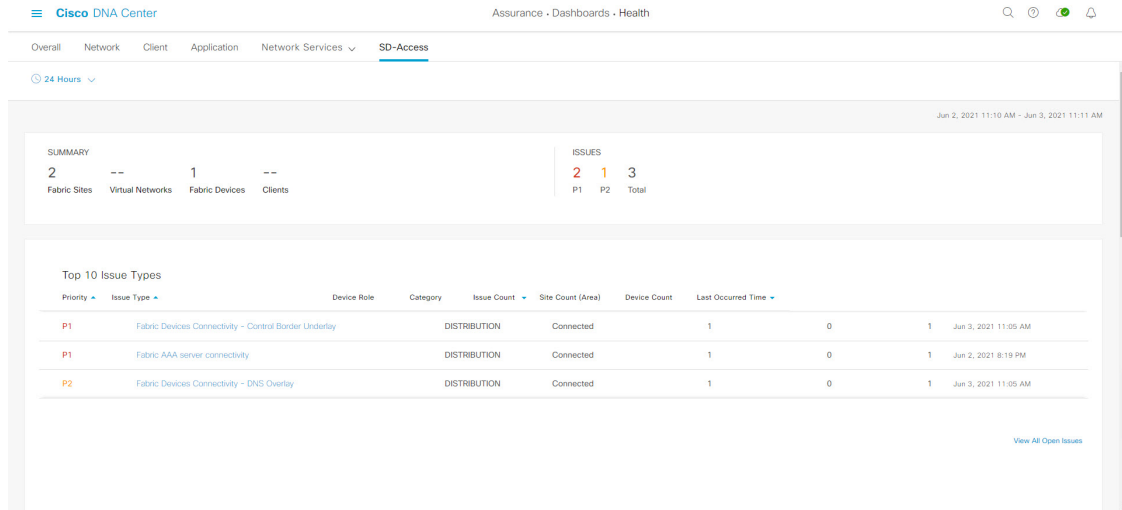 Cisco DNA Center
Assurance • Dashboards • Health
Overall Network Client Application Network Services SD-Access
24 Hours
Jun 2, 2021 11:10 AM - Jun 3, 2021 11:11 AM
SUMMARY
2 -- 1 --
Fabric Sites Virtual Networks Fabric Devices Clients
ISSUES
2 1 3
P1 P2 Total
Top 10 Issue Types
Priority Issue Type Device Role Category Issue Count Site Count (Area) Device Count Last Occurred Time
P1 Fabric Devices Connectivity - Control Border Underlay DISTRIBUTION Connected 1 0 1 Jun 3, 2021 11:05 AM
P1 Fabric AAA server connectivity DISTRIBUTION Connected 1 0 1 Jun 2, 2021 8:19 PM
P2 Fabric Devices Connectivity - DNS Overlay DISTRIBUTION Connected 1 0 1 Jun 3, 2021 11:05 AM
View All Open Issues